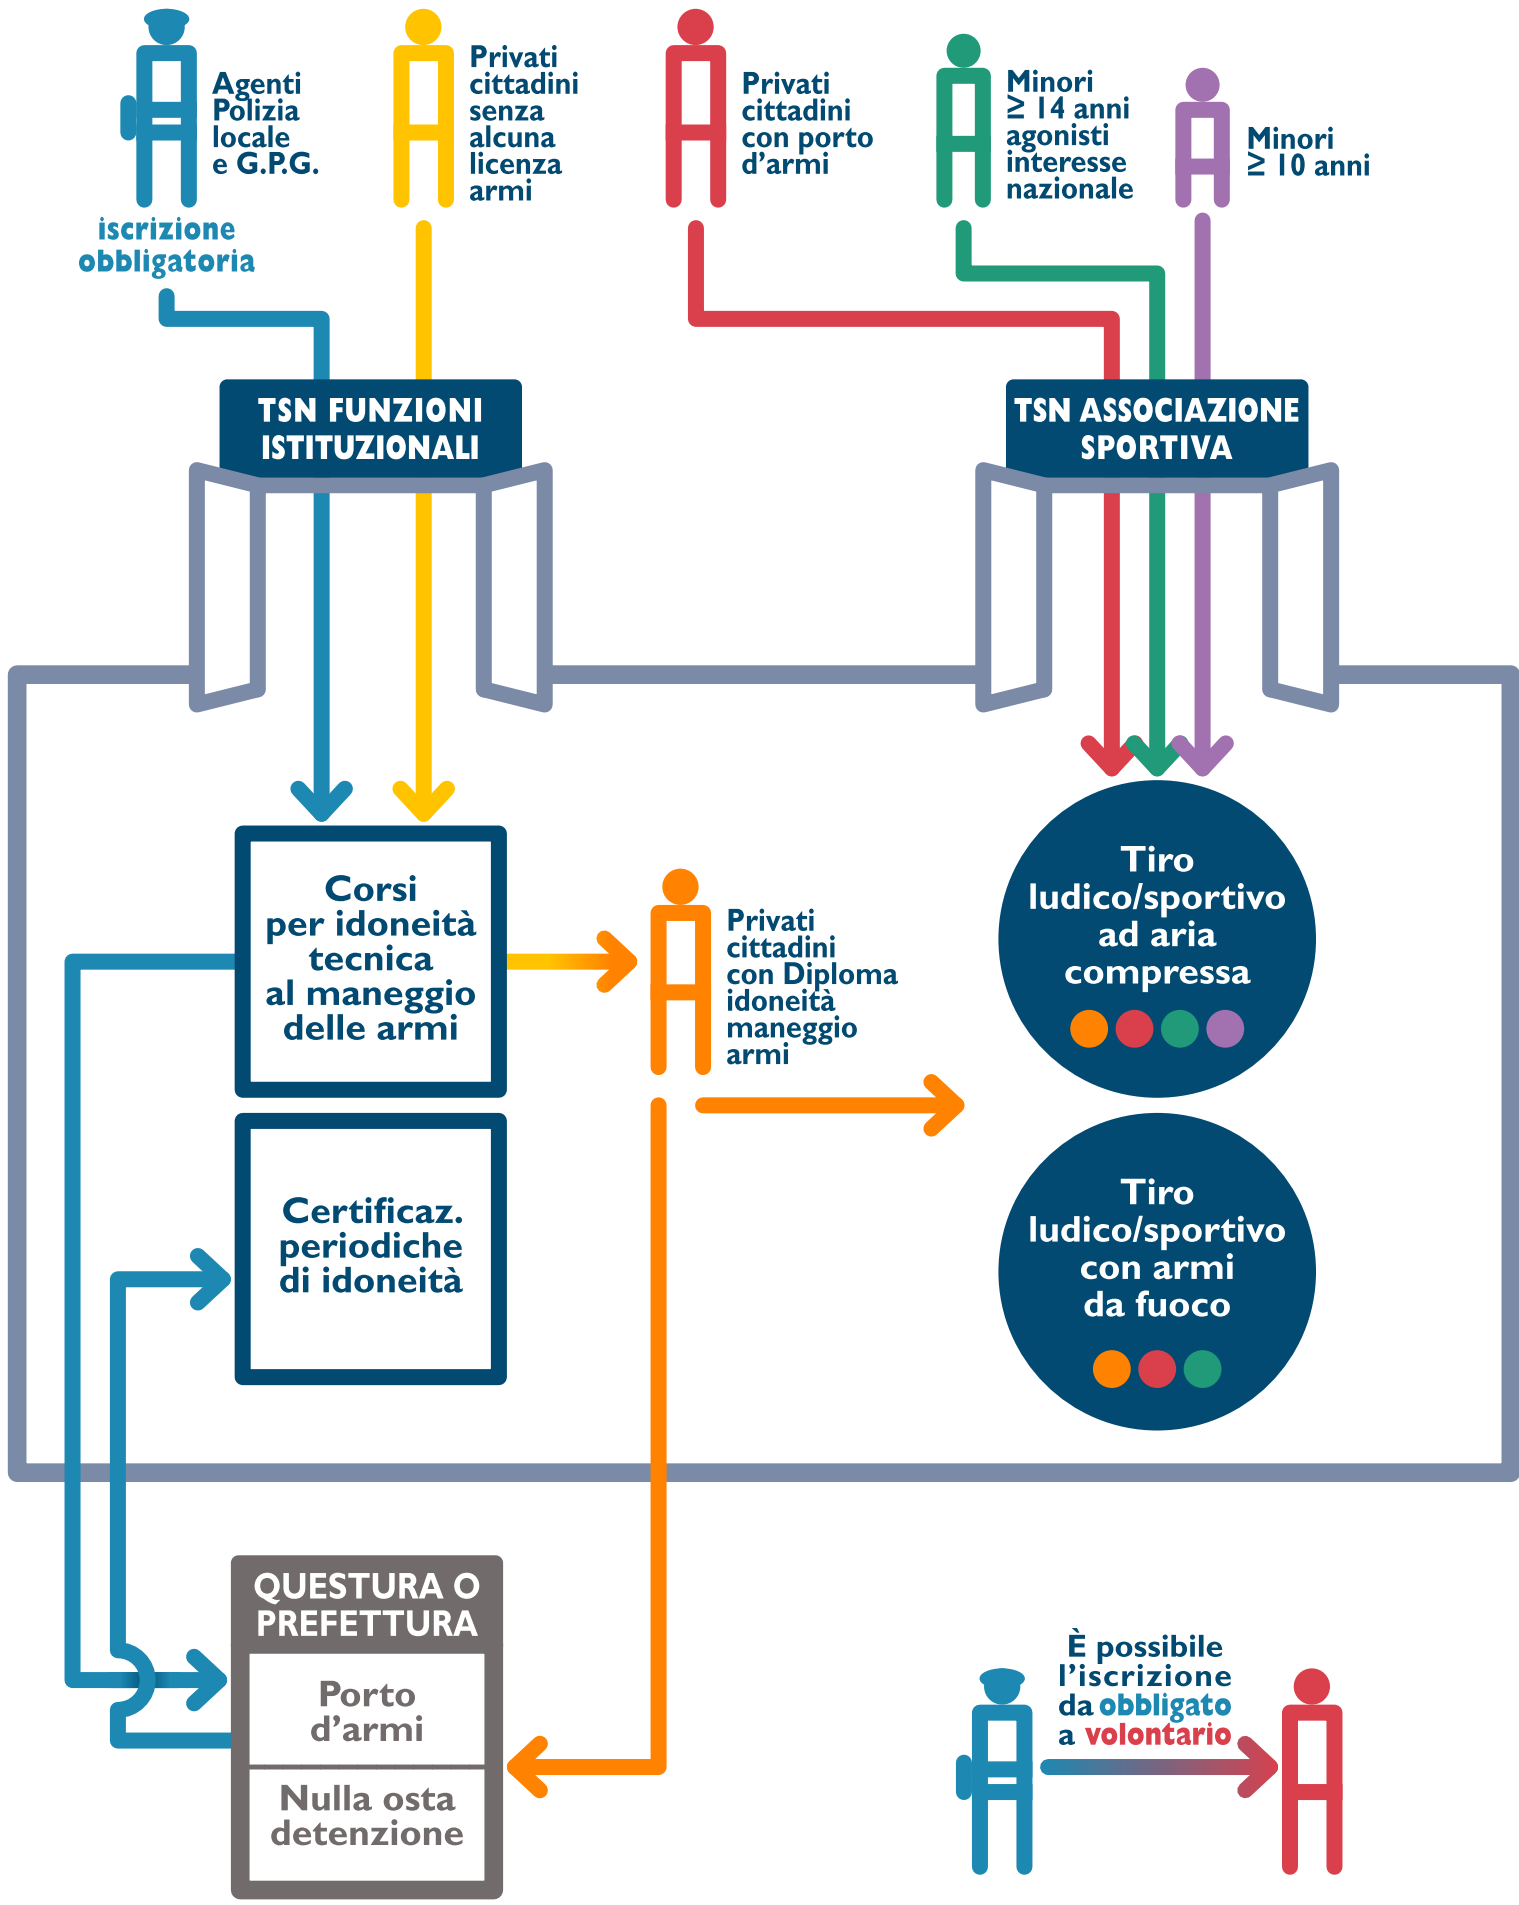 Agenti
Polizia
locale
e G.P.G.
iscrizione
obbligatoria
Privati
cittadini
senza
alcuna
licenza
armi
Privati
cittadini
con porto
d'armi
Minori
≥ 14 anni
agonisti
interesse
nazionale
Minori
≥ 10 anni
TSN FUNZIONI
ISTITUZIONALI
TSN ASSOCIAZIONE
SPORTIVA
Corsi
per idoneità
tecnica
al maneggio
delle armi
Privati
cittadini
con Diploma
idoneità
maneggio
armi
Tiro
ludico/sportivo
ad aria
compressa
Certificaz.
periodiche
di idoneità
Tiro
ludico/sportivo
con armi
da fuoco
QUESTURA O
PREFETTURA
Porto
d'armi
Nulla osta
detenzione
È possibile
l'iscrizione
da obbligato
a volontario